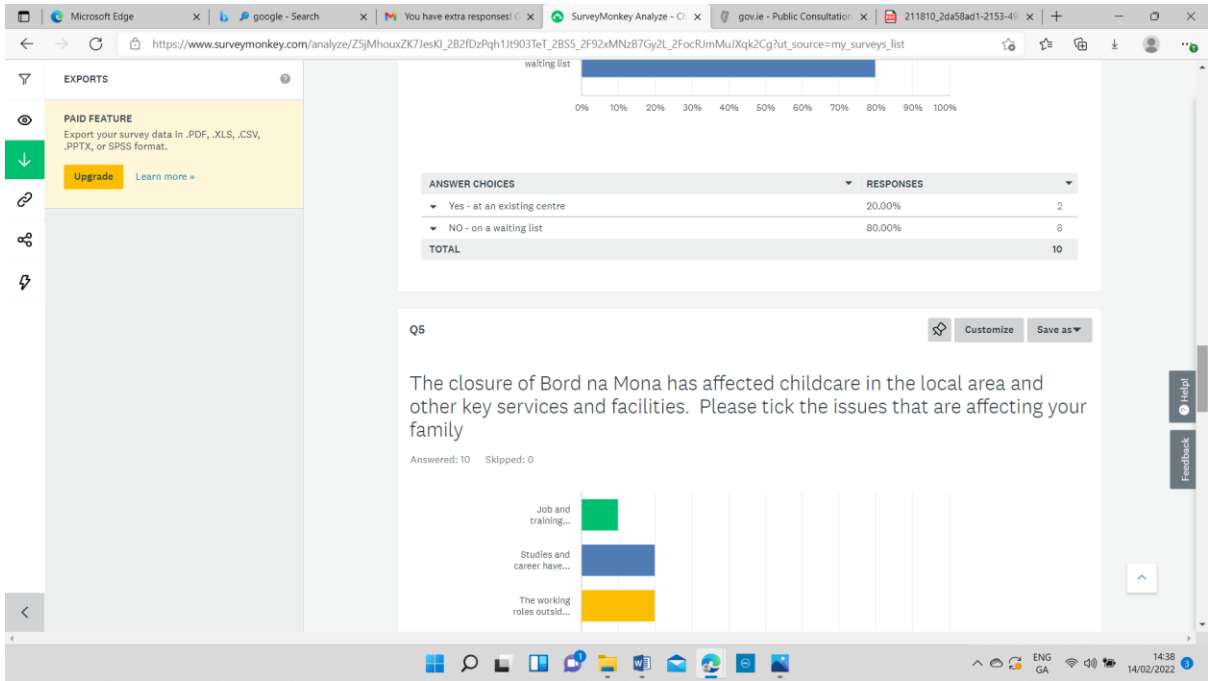 Microsoft Edge
google - Search
You have extra responses! G
SurveyMonkey Analyze - Ch
gov.ie - Public Consultation
211810_2da58ad1-2153-49
https://www.surveymonkey.com/analyze/Z5jMhouxZK7JesKl_2B2fDzPqh1Jt903TeT_2BS5_2F92xMNzB7Gy2L_2FocRJmMuJXqk2Cg?ut_source=my_surveys_list
EXPORTS
PAID FEATURE
Export your survey data in .PDF, .XLS, .CSV,
.PPTX, or SPSS format.
Upgrade Learn more »
waiting list
0% 10% 20% 30% 40% 50% 60% 70% 80% 90% 100%
ANSWER CHOICES RESPONSES
Yes - at an existing centre 20.00% 2
NO - on a waiting list 80.00% 8
TOTAL 10
Q5
Customize Save as
The closure of Bord na Mona has affected childcare in the local area and
other key services and facilities. Please tick the issues that are affecting your
family
Answered: 10 Skipped: 0
Job and
training...
Studies and
career have...
The working
roles outsid...
Help!
Feedback
ENG
GA
14:38
14/02/2022
3